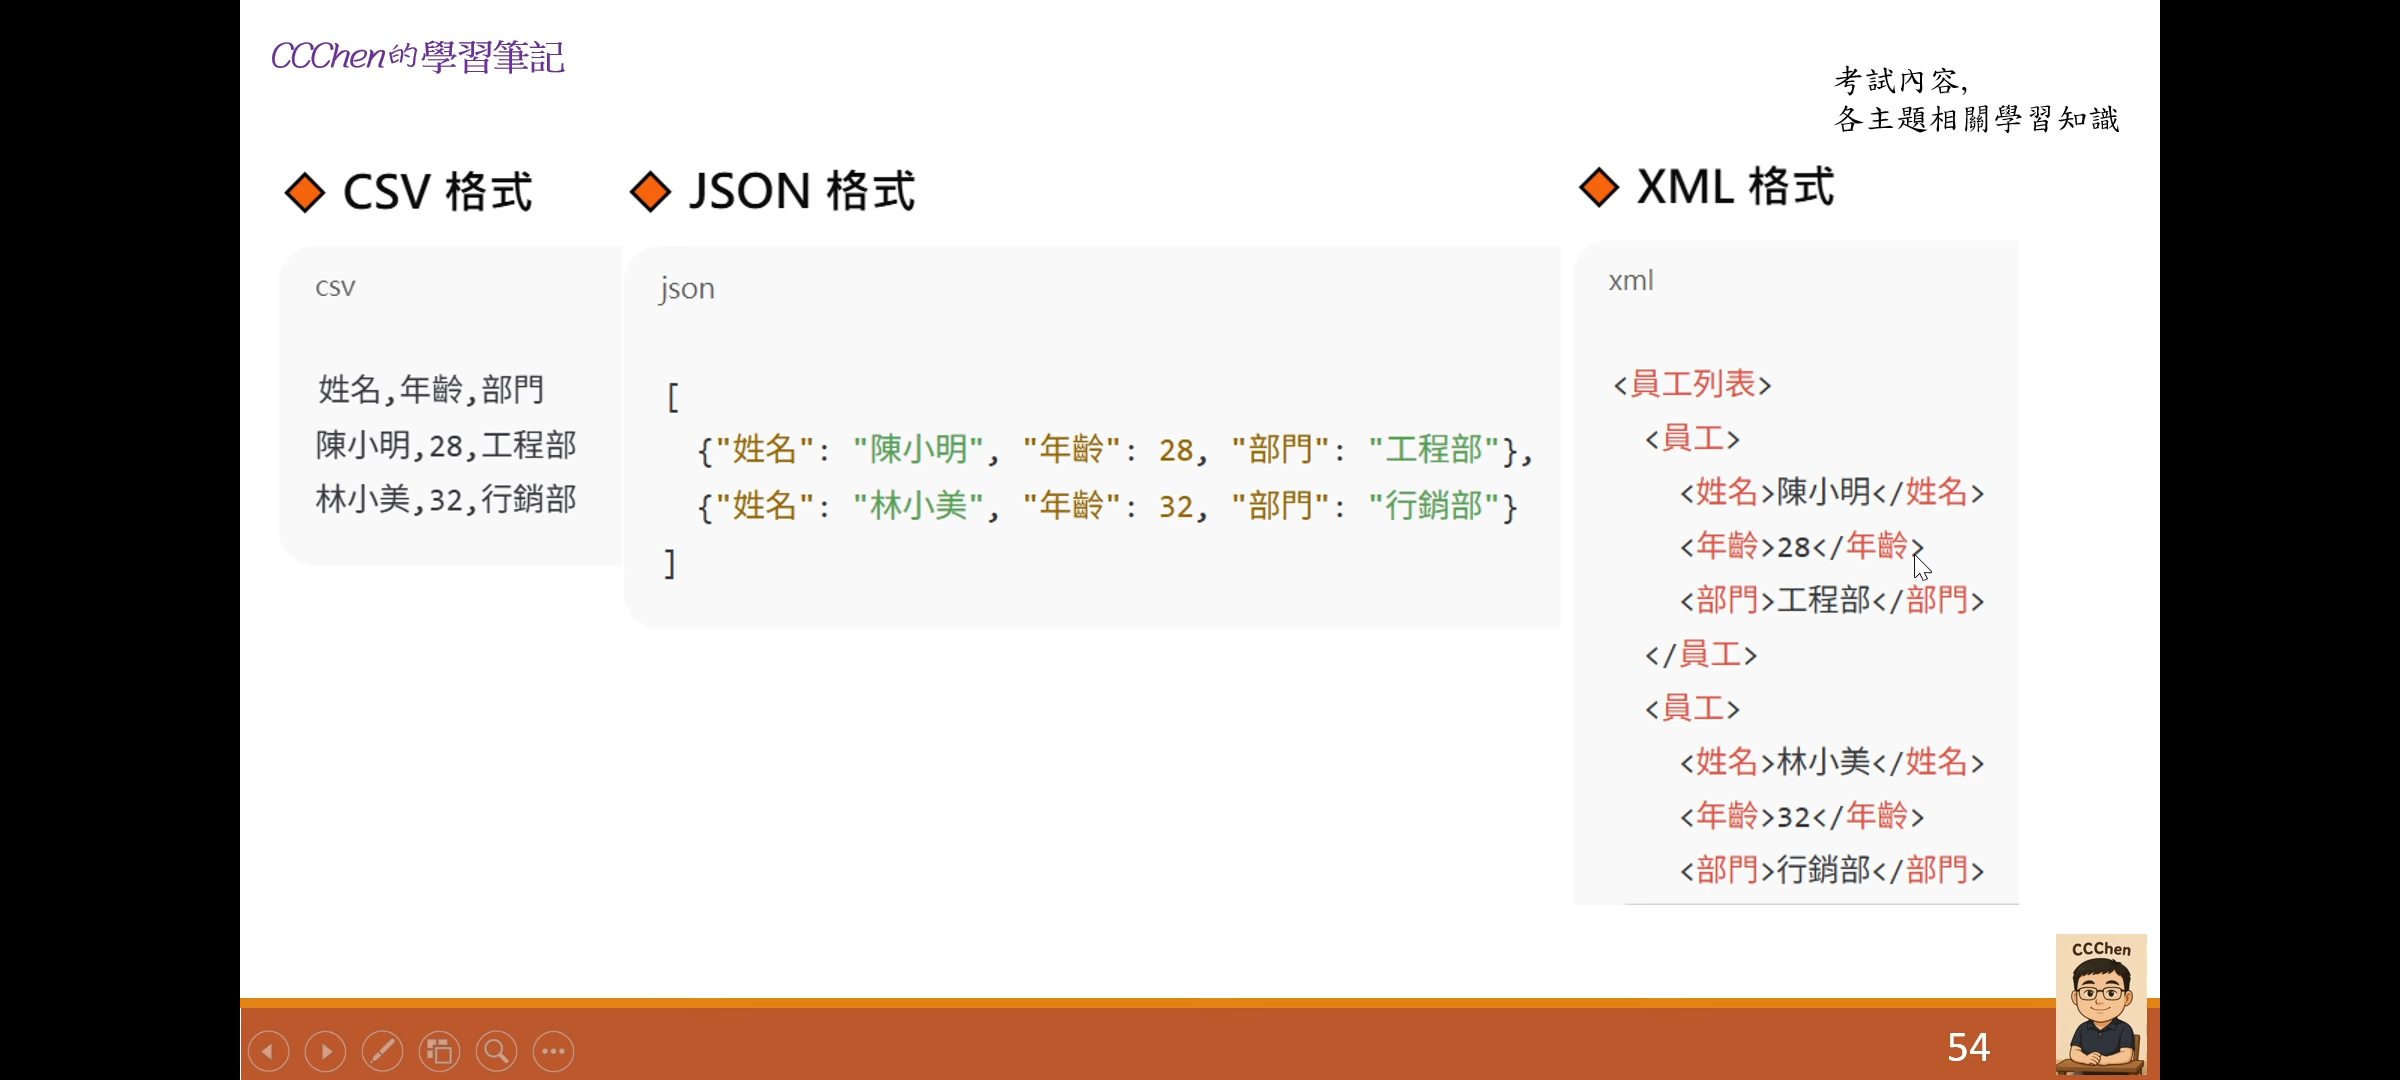 CCChen的學習筆記
考試內容,
各主題相關學習知識
CSV 格式
csv
姓名,年齡,部門
陳小明,28,工程部
林小美,32,行銷部
JSON 格式
json
[
{"姓名": "陳小明", "年齡": 28, "部門": "工程部"},
{"姓名": "林小美", "年齡": 32, "部門": "行銷部"}
]
XML 格式
xml
<員工列表>
<員工>
<姓名>陳小明</姓名>
<年齡>28</年齡>
<部門>工程部</部門>
</員工>
<員工>
<姓名>林小美</姓名>
<年齡>32</年齡>
<部門>行銷部</部門>
CCChen
54